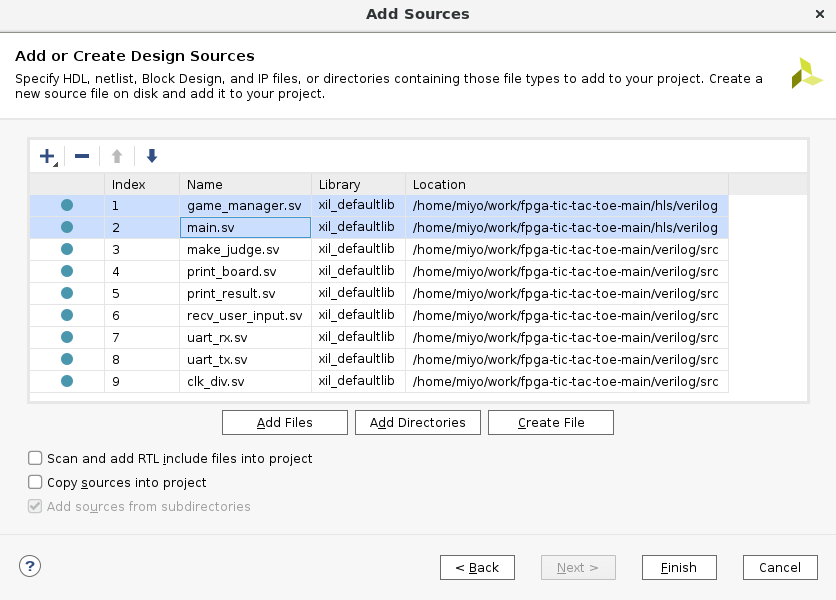 Add Sources
Add or Create Design Sources
Specify HDL, netlist, Block Design, and IP files, or directories containing those file types to add to your project. Create a
new source file on disk and add it to your project.
Index Name Library Location
1 game_manager.sv xil_defaultlib /home/miyo/work/fpga-tic-tac-toe-main/hls/verilog
2 main.sv xil_defaultlib /home/miyo/work/fpga-tic-tac-toe-main/hls/verilog
3 make_judge.sv xil_defaultlib /home/miyo/work/fpga-tic-tac-toe-main/verilog/src
4 print_board.sv xil_defaultlib /home/miyo/work/fpga-tic-tac-toe-main/verilog/src
5 print_result.sv xil_defaultlib /home/miyo/work/fpga-tic-tac-toe-main/verilog/src
6 recv_user_input.sv xil_defaultlib /home/miyo/work/fpga-tic-tac-toe-main/verilog/src
7 uart_rx.sv xil_defaultlib /home/miyo/work/fpga-tic-tac-toe-main/verilog/src
8 uart_tx.sv xil_defaultlib /home/miyo/work/fpga-tic-tac-toe-main/verilog/src
9 clk_div.sv xil_defaultlib /home/miyo/work/fpga-tic-tac-toe-main/verilog/src
Add Files Add Directories Create File
Scan and add RTL include files into project
Copy sources into project
Add sources from subdirectories
? < Back Next > Finish Cancel